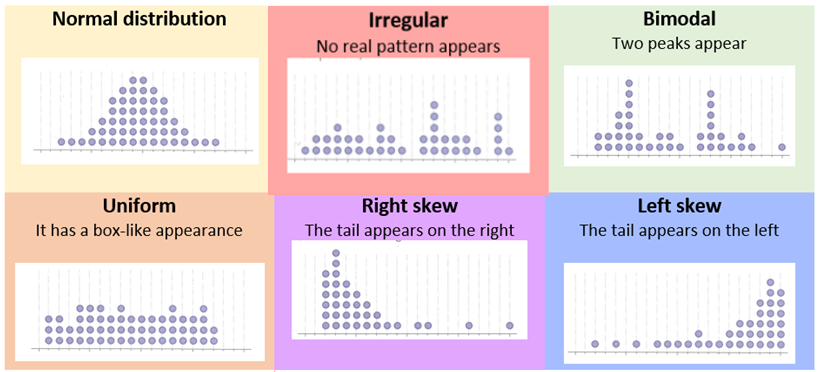 Normal distribution
Irregular
No real pattern appears
Bimodal
Two peaks appear
Uniform
It has a box-like appearance
Right skew
The tail appears on the right
Left skew
The tail appears on the left